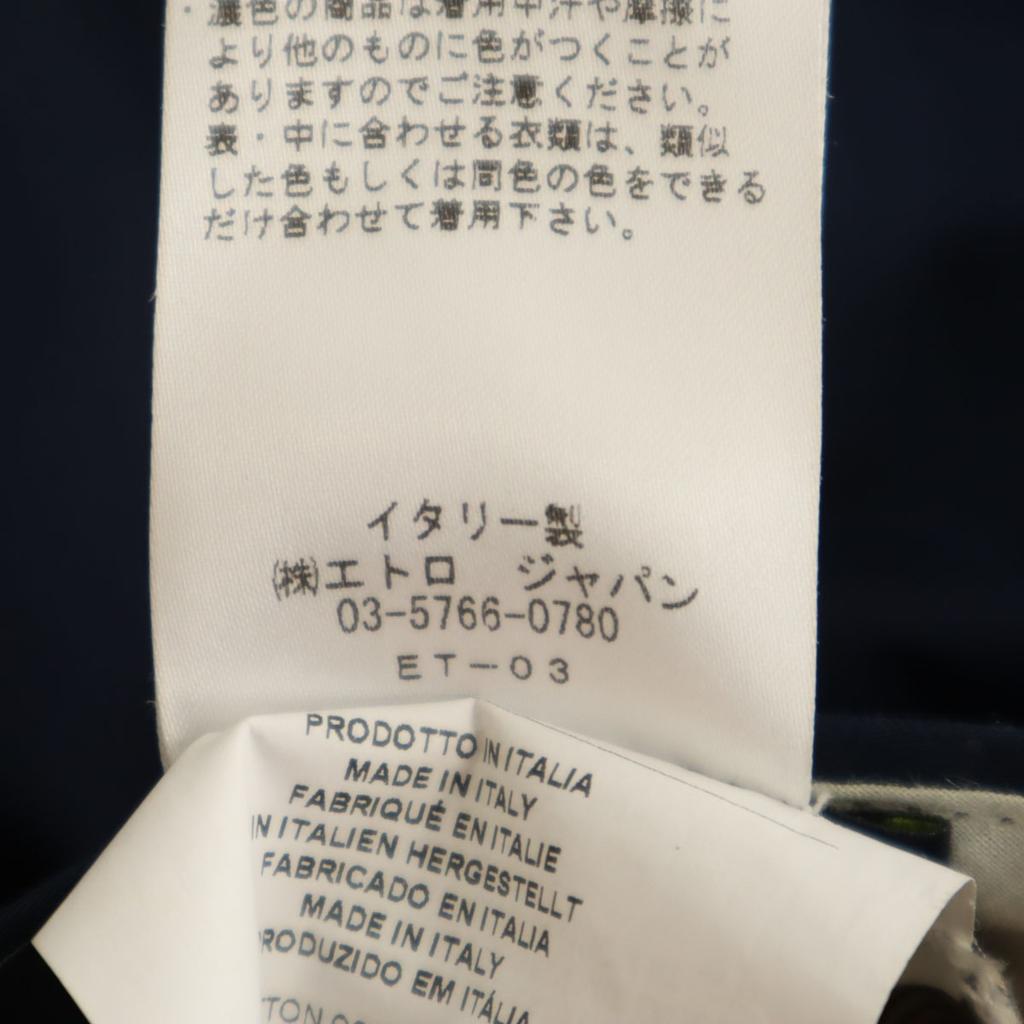 ・濃色の商品は着用中汗や摩擦に
より他のものに色がつくことが
ありますのでご注意ください。
表・中に合わせる衣類は、類似
した色もしくは同色の色をできる
だけ合わせて着用下さい。
イタリー製
㈱エトロ　ジャパン
03-5766-0780
ET-03
PRODOTTO IN ITALIA
MADE IN ITALY
FABRIQUÉ EN ITALIE
IN ITALIEN HERGESTELLT
FABRICADO EN ITALIA
MADE IN ITALY
PRODUZIDO EM ITÁLIA